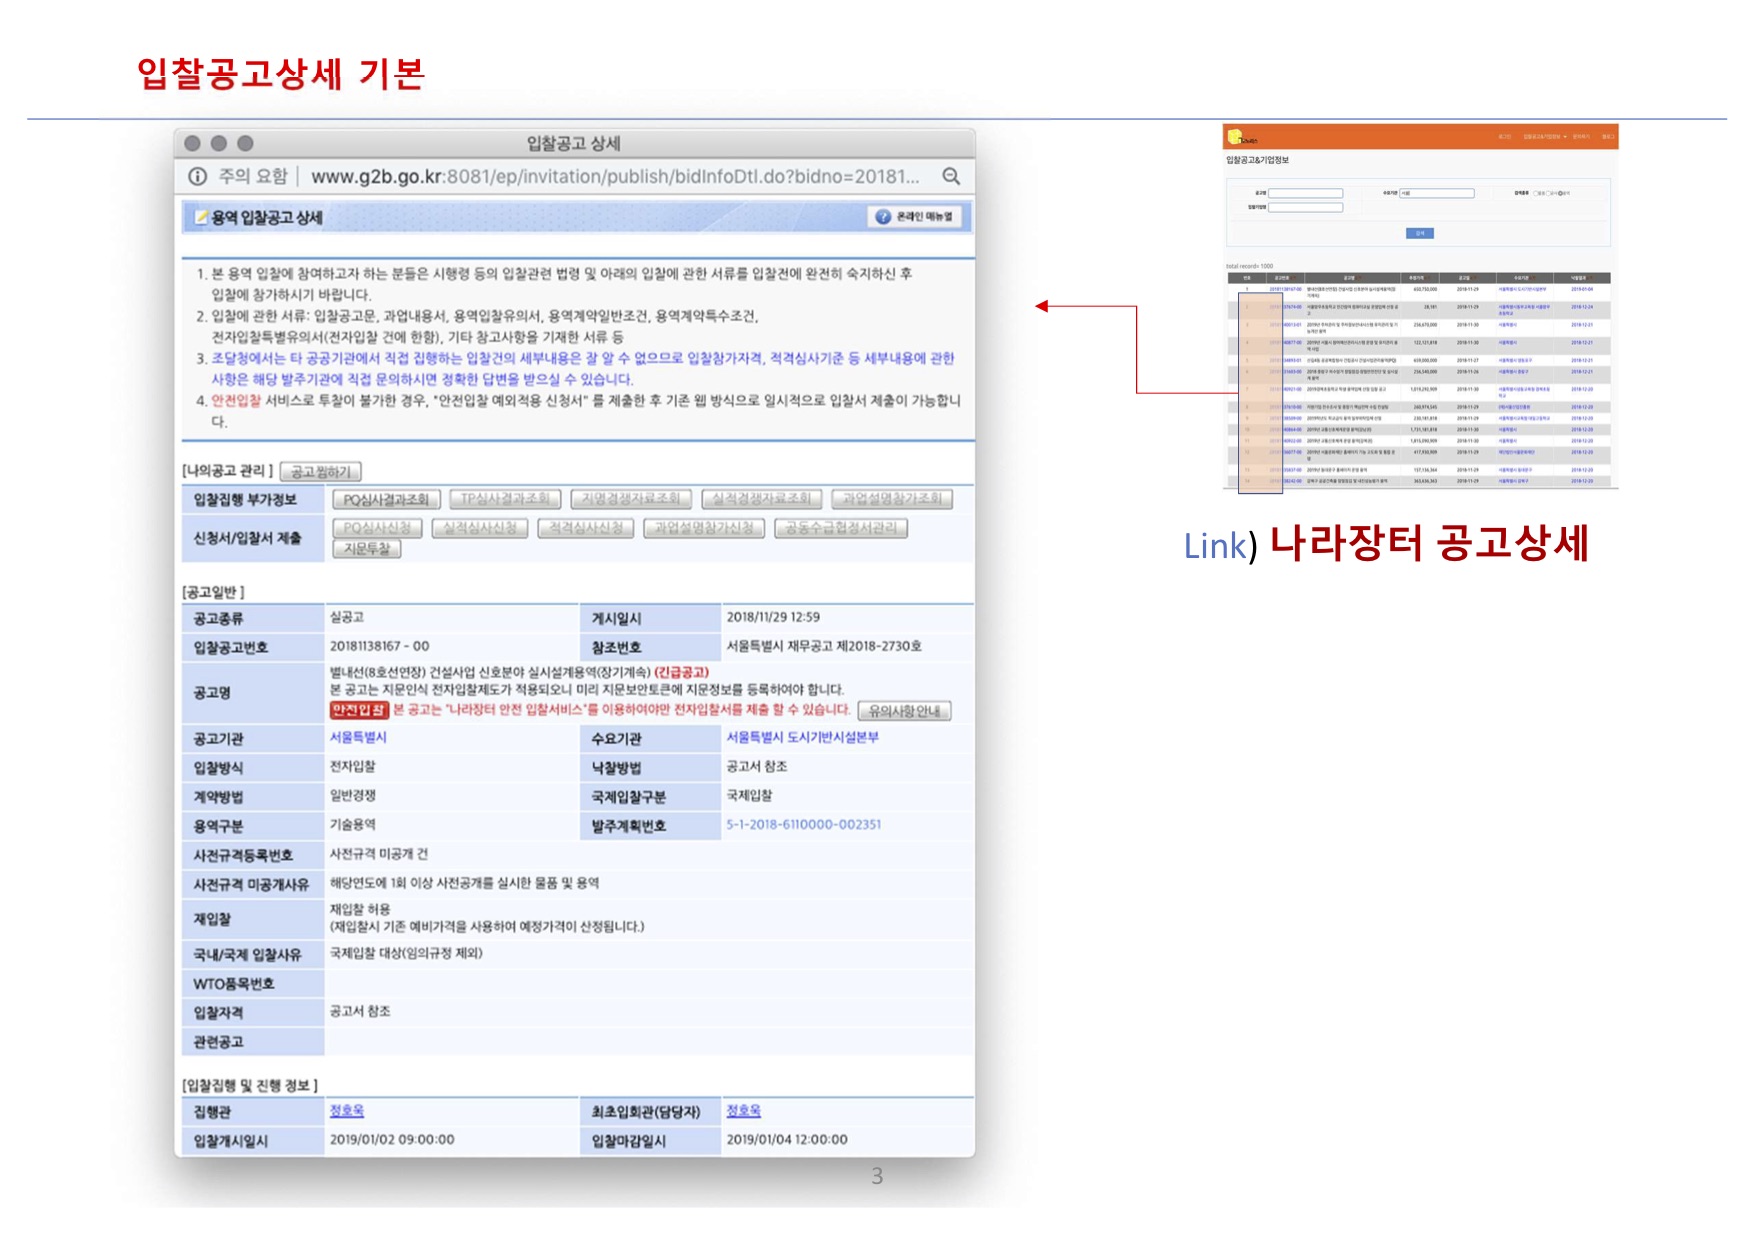 입찰공고상세 기본
입찰공고 상세
주의 요함 | www.g2b.go.kr:8081/ep/invitation/publish/bidInfoDtl.do?bidno=20181...
용역 입찰공고 상세
온라인 매뉴얼
1. 본 용역 입찰에 참여하고자 하는 분들은 시행령 등의 입찰관련 법령 및 아래의 입찰에 관한 서류를 입찰전에 완전히 숙지하신 후
입찰에 참가하시기 바랍니다.
2. 입찰에 관한 서류: 입찰공고문, 과업내용서, 용역입찰유의서, 용역계약일반조건, 용역계약특수조건,
전자입찰특별유의서(전자입찰 건에 한함), 기타 참고사항을 기재한 서류 등
3. 조달청에서는 타 공공기관에서 직접 집행하는 입찰건의 세부내용은 잘 알 수 없으므로 입찰참가자격, 적격심사기준 등 세부내용에 관한
사항은 해당 발주기관에 직접 문의하시면 정확한 답변을 받으실 수 있습니다.
4. 안전입찰 서비스로 투찰이 불가한 경우, "안전입찰 예외적용 신청서" 를 제출한 후 기존 웹 방식으로 일시적으로 입찰서 제출이 가능합니
다.
[나의공고 관리 ] 공고찜하기
입찰집행 부가정보 PQ심사결과조회 TP심사결과조회 지명경쟁자료조회 실적경쟁자료조회 과업설명참가조회
신청서/입찰서 제출 PQ심사신청 실적심사신청 적격심사신청 과업설명참가신청 공동수급협정서관리
지문투찰
[공고일반 ]
공고종류 실공고 게시일시 2018/11/29 12:59
입찰공고번호 20181138167 - 00 참조번호 서울특별시 재무공고 제2018-2730호
공고명 별내선(8호선연장) 건설사업 신호분야 실시설계용역(장기계속) (긴급공고)
본 공고는 지문인식 전자입찰제도가 적용되오니 미리 지문보안토큰에 지문정보를 등록하여야 합니다.
안전입찰 본 공고는 "나라장터 안전 입찰서비스"를 이용하여야만 전자입찰서를 제출 할 수 있습니다. 유의사항안내
공고기관 서울특별시 수요기관 서울특별시 도시기반시설본부
입찰방식 전자입찰 낙찰방법 공고서 참조
계약방법 일반경쟁 국제입찰구분 국제입찰
용역구분 기술용역 발주계획번호 5-1-2018-6110000-002351
사전규격등록번호 사전규격 미공개 건
사전규격 미공개사유 해당연도에 1회 이상 사전공개를 실시한 물품 및 용역
재입찰 재입찰 허용
(재입찰시 기존 예비가격을 사용하여 예정가격이 산정됩니다.)
국내/국제 입찰사유 국제입찰 대상(임의규정 제외)
WTO품목번호
입찰자격 공고서 참조
관련공고
[입찰집행 및 진행 정보 ]
집행관 정호욱 최초입회관(담당자) 정호욱
입찰개시일시 2019/01/02 09:00:00 입찰마감일시 2019/01/04 12:00:00
3
입찰공고&기업정보
공고명
수요기관
검색
total record= 1000
Link) 나라장터 공고상세